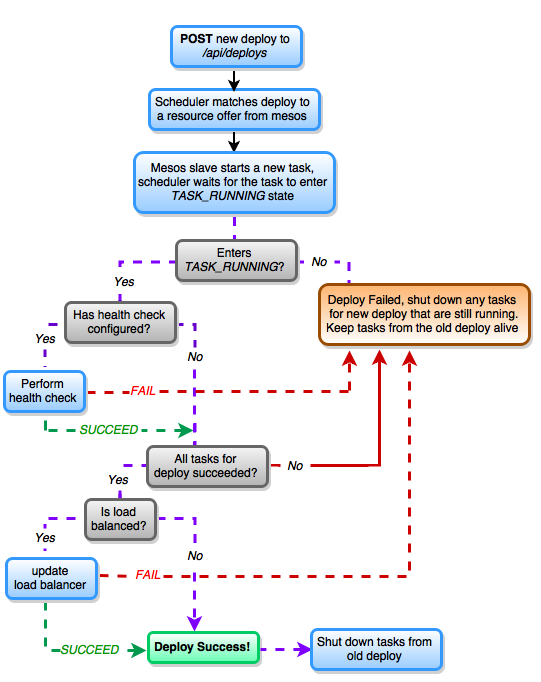 POST new deploy to
/api/deploys
Scheduler matches deploy to
a resource offer from mesos
Mesos slave starts a new task,
scheduler waits for the task to enter
TASK_RUNNING state
Enters
TASK_RUNNING?
No
Yes
Deploy Failed, shut down any tasks
for new deploy that are still running.
Keep tasks from the old deploy alive
Has health check
configured?
Yes
No
Perform
health check
FAIL
SUCCEED
All tasks for
deploy succeeded?
No
Yes
Is load
balanced?
Yes
No
update
load balancer
FAIL
SUCCEED
Deploy Success!
Shut down tasks from
old deploy